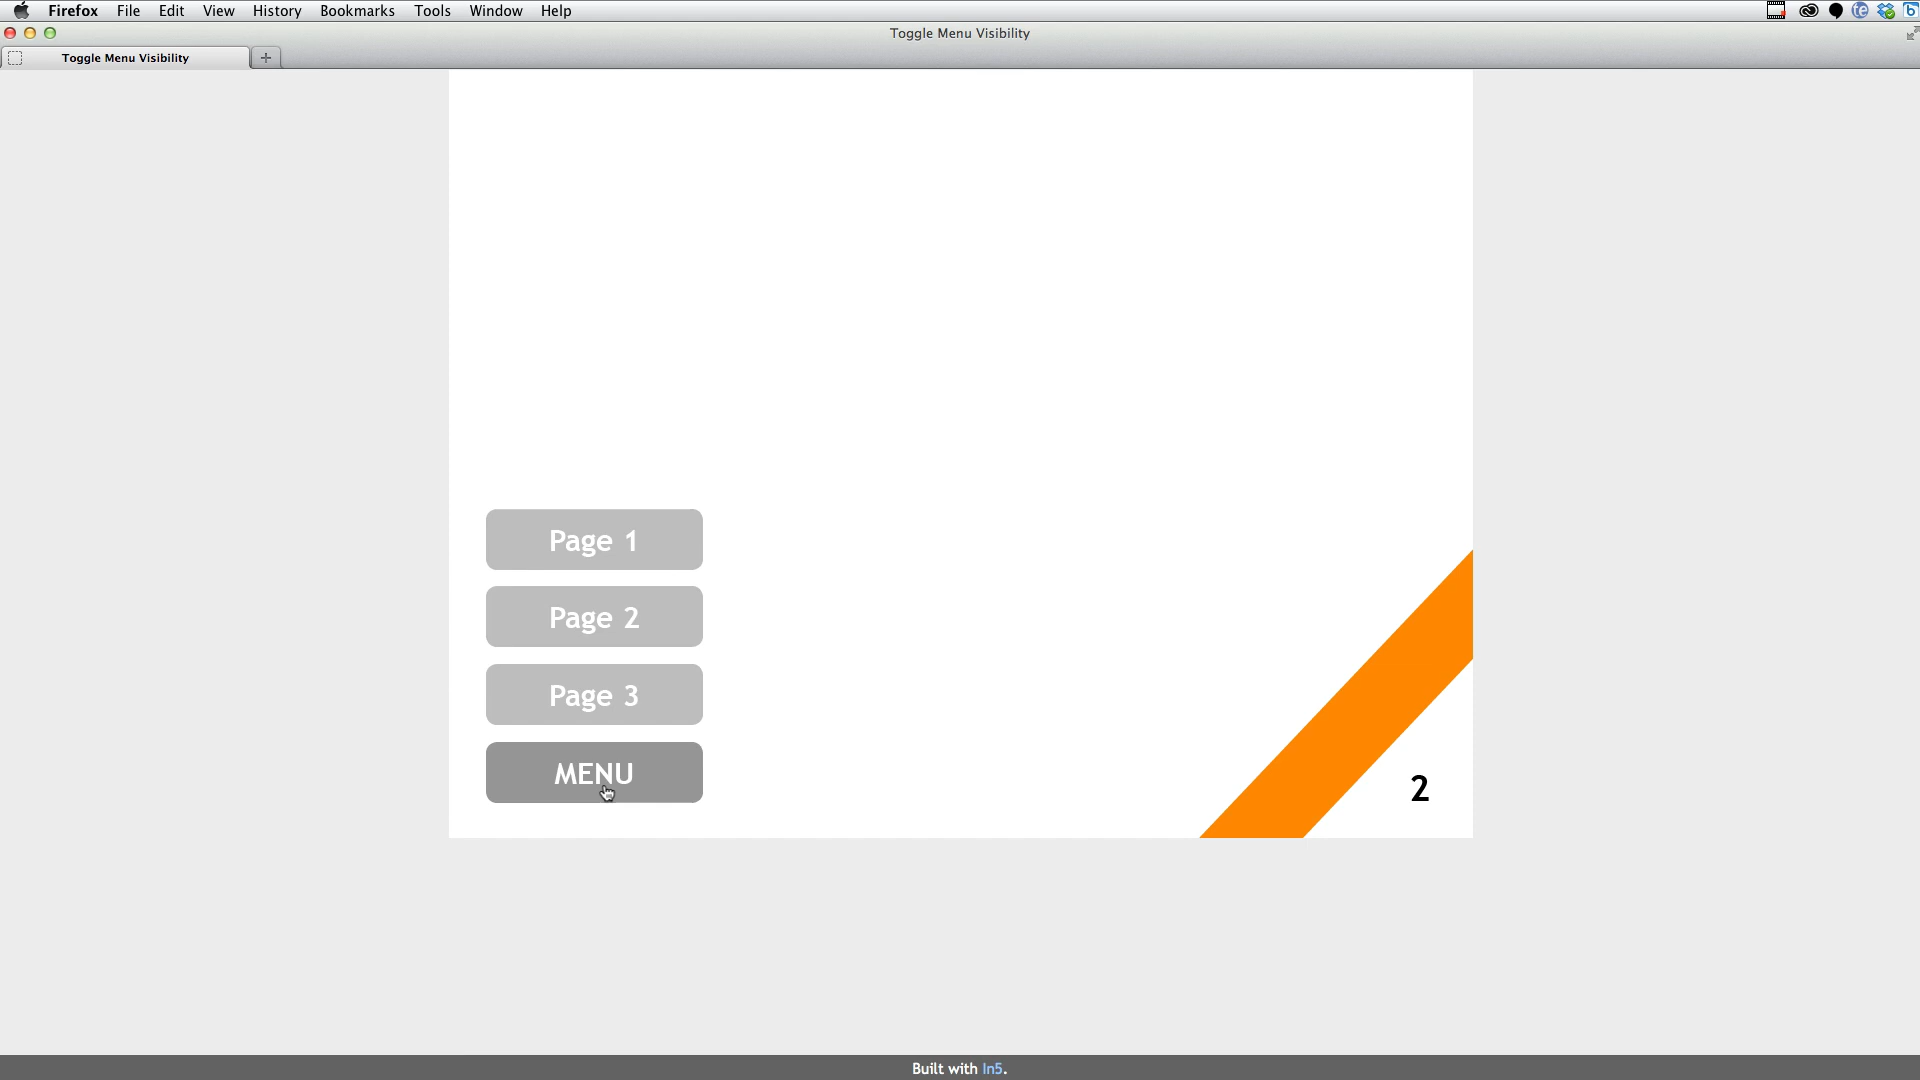 Firefox File Edit View History Bookmarks Tools Window Help
Toggle Menu Visibility
Toggle Menu Visibility
Page 1
Page 2
Page 3
MENU
2
Built with In5.